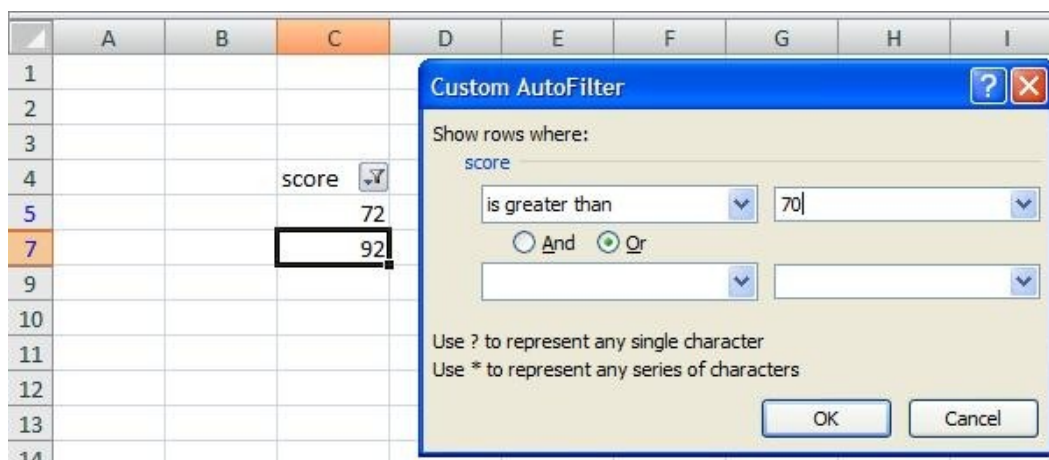 A B C D E F G H I
1
Custom AutoFilter ?
2
3 Show rows where:
score
4 score
is greater than 70
5 72
And Or
7 92
9
10 Use ? to represent any single character
11 Use * to represent any series of characters
12
OK Cancel
13
14